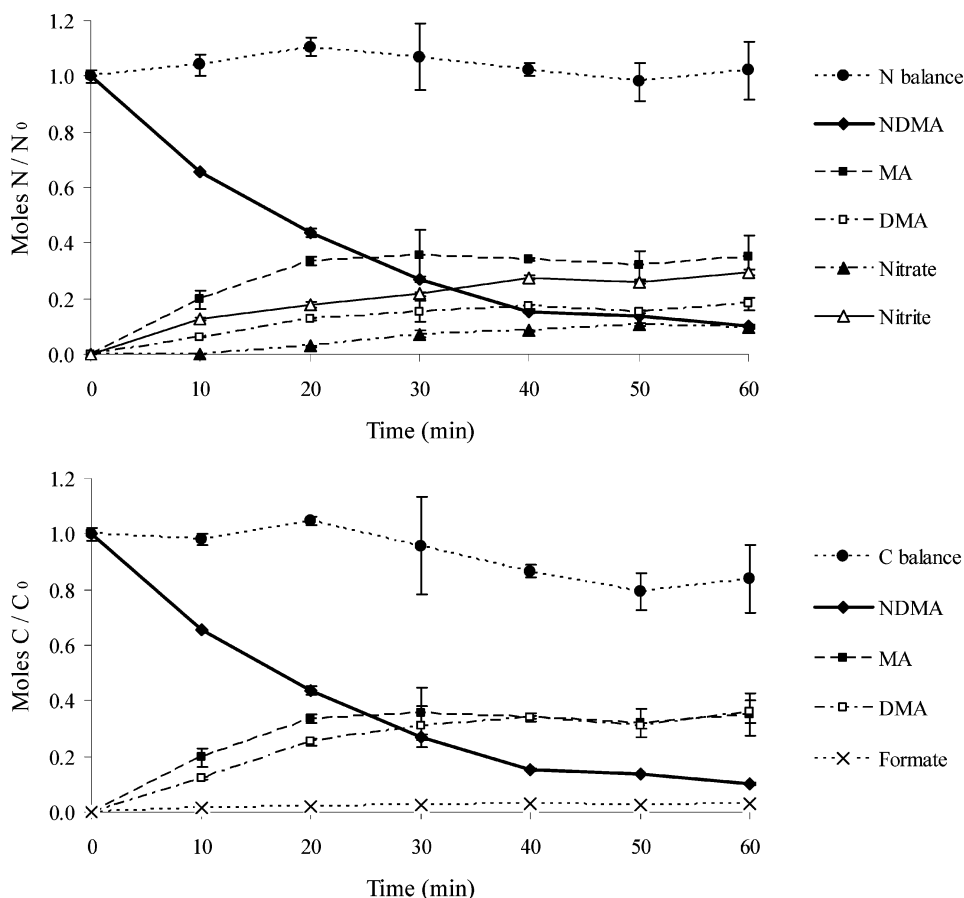 1.2
1.0
0.8
0.6
0.4
0.2
0.0
Moles N / N 0
0 10 20 30 40 50 60
Time (min)
N balance
NDMA
MA
DMA
Nitrate
Nitrite
1.2
1.0
0.8
0.6
0.4
0.2
0.0
Moles C / C 0
0 10 20 30 40 50 60
Time (min)
C balance
NDMA
MA
DMA
Formate